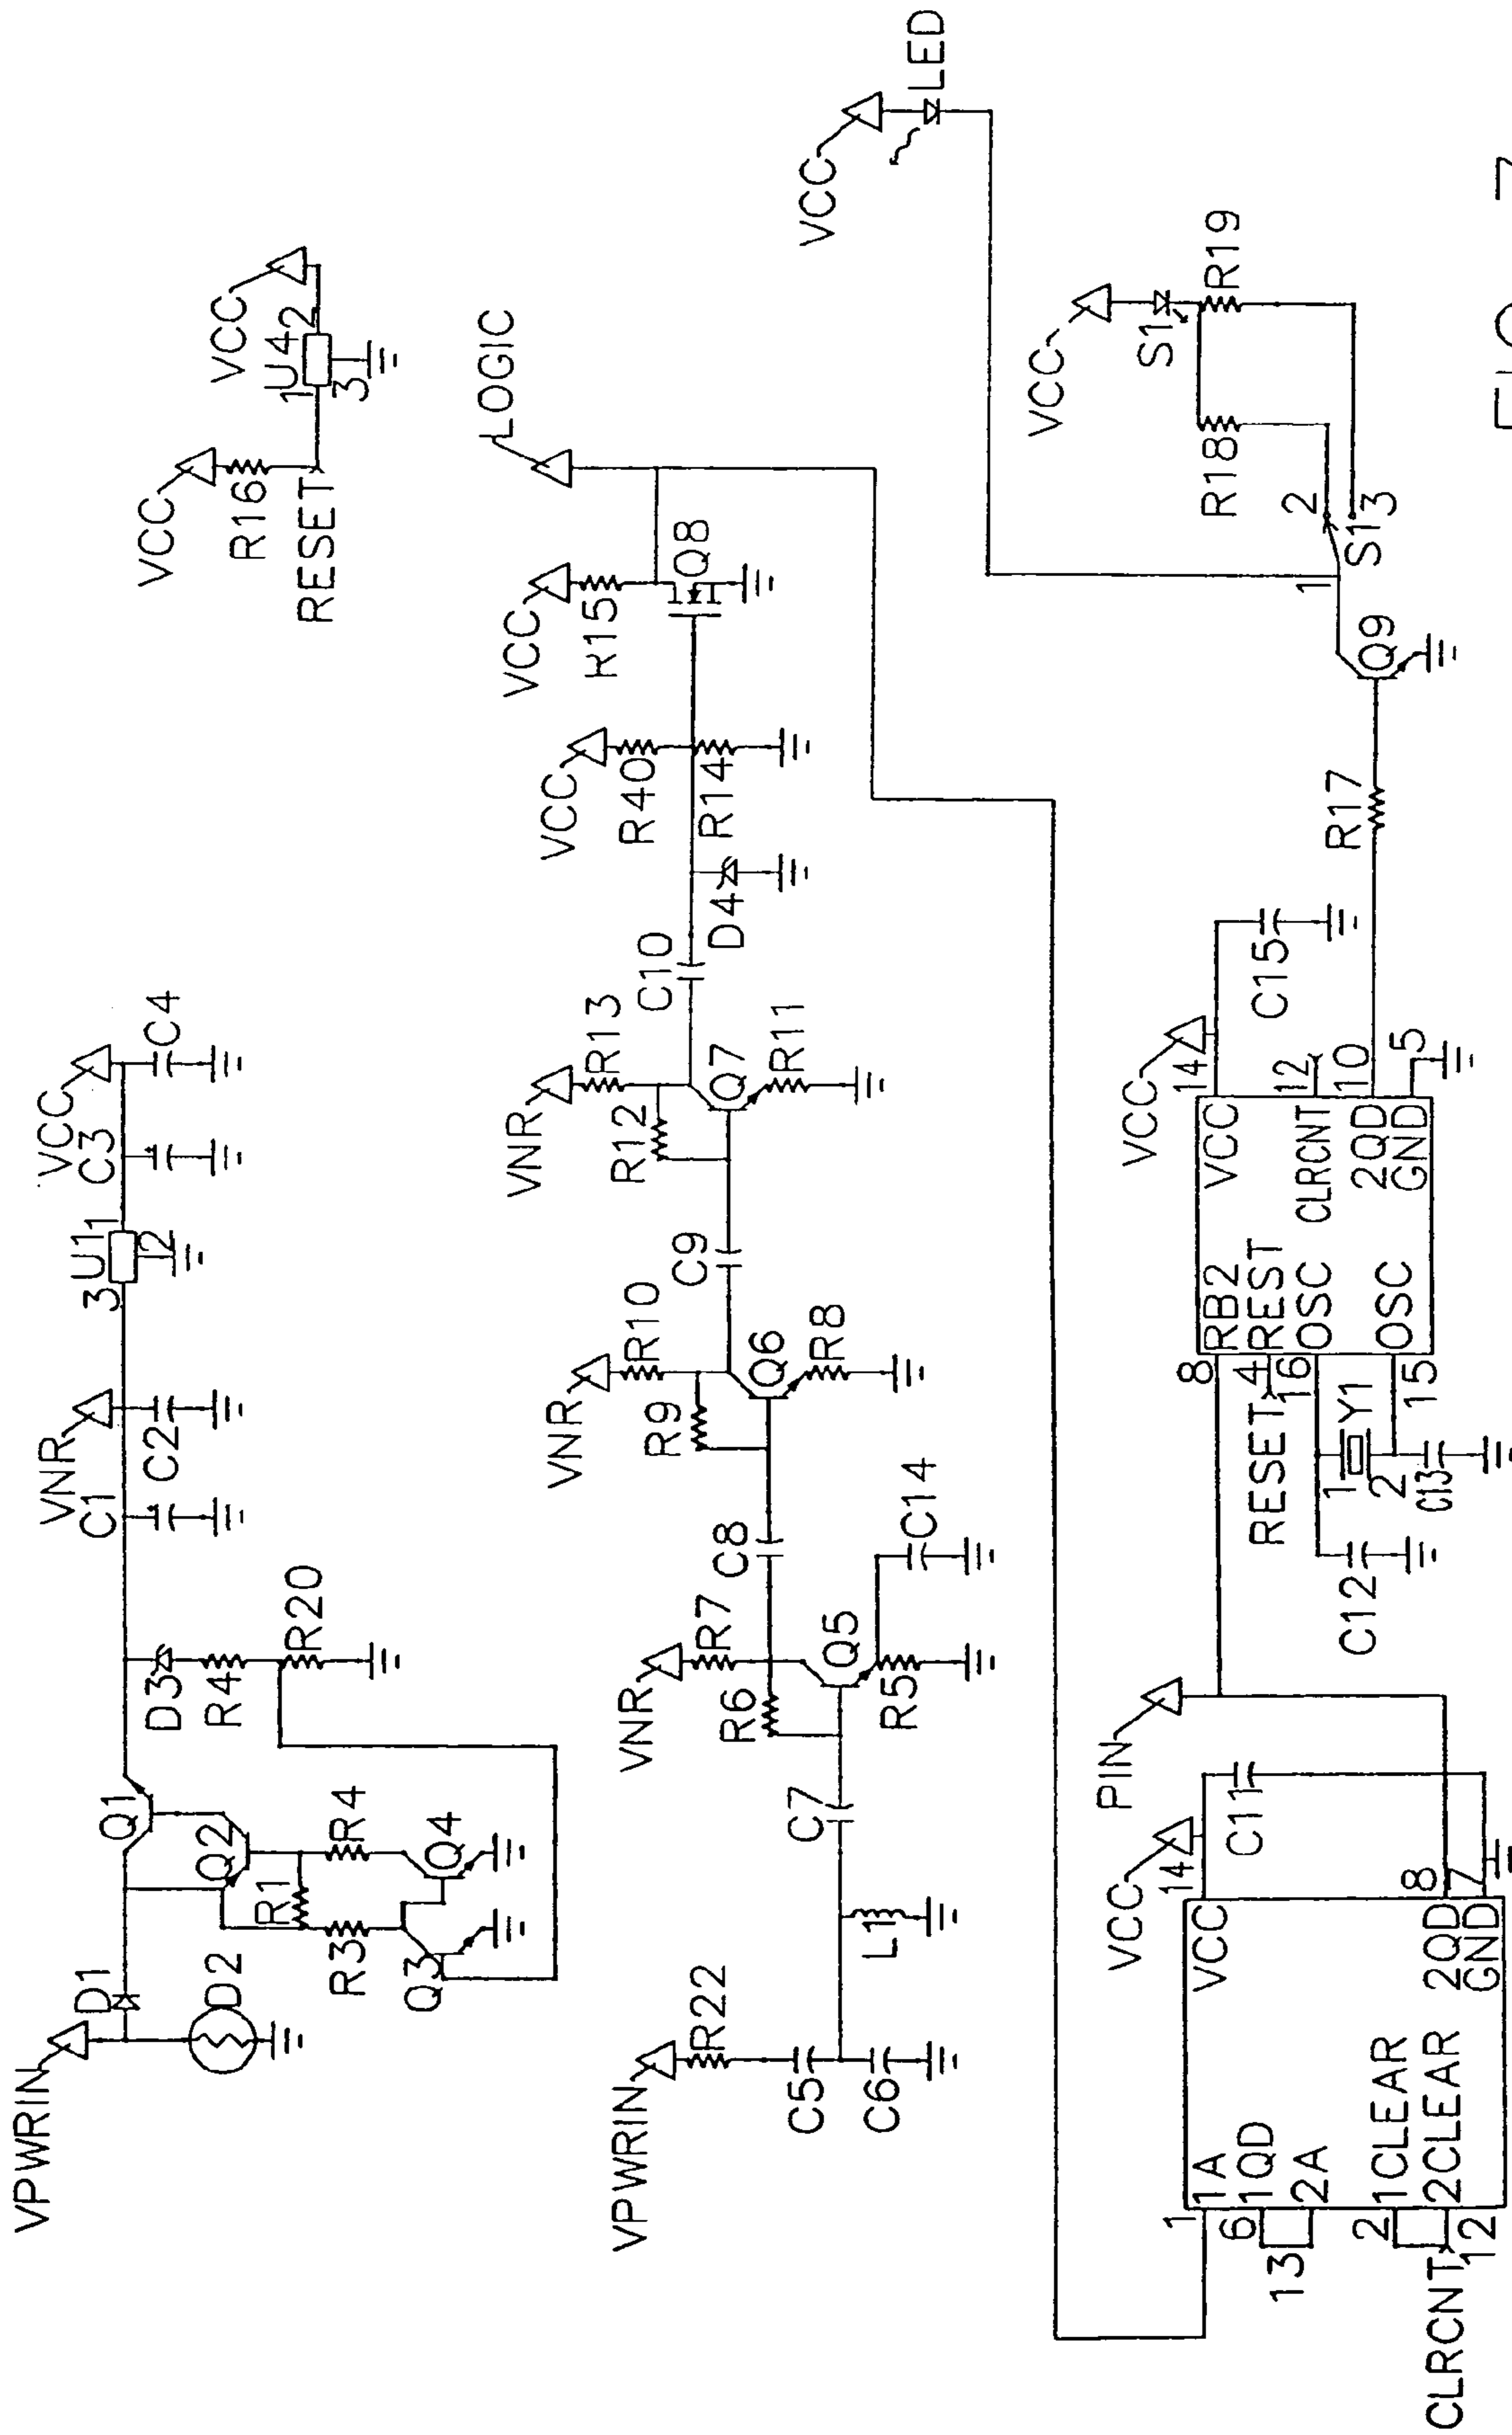 VPWRIN
D1
D2
Q1
Q2
R1
R3
R4
Q3
Q4
D3
R4
R20
C1
VNR
C2
3
U1
1
2
C3
VCC
C4
VCC
R16
RESET
1
U4
2
3
VCC
VPWRIN
R22
C5
C6
L1
C7
VNR
R7
R6
Q5
R5
C14
C8
VNR
R10
R9
Q6
R8
C9
VNR
R13
R12
Q7
R11
C10
D4
VCC
R40
R14
VCC
R15
Q8
LOGIC
VCC
LED
1
6
13
2
12
CLRCNT
1A
1QD
2A
1CLEAR
2CLEAR
VCC
2QD
GND
14
8
7
VCC
C11
PIN
8
4
16
15
RESET
1
2
Y1
C12
C13
RB2
REST
OSC
OSC
VCC
CLRCNT
2QD
GND
14
12
10
5
VCC
C15
R17
Q9
1
S1
2
3
R18
R19
S1
VCC